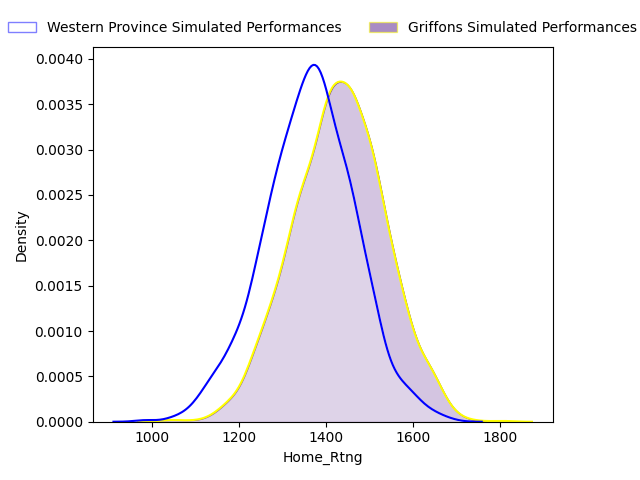 Western Province Simulated Performances
Griffons Simulated Performances
0.0040
0.0035
0.0030
0.0025
0.0020
0.0015
0.0010
0.0005
0.0000
Density
1000 1200 1400 1600 1800
Home_Rtng